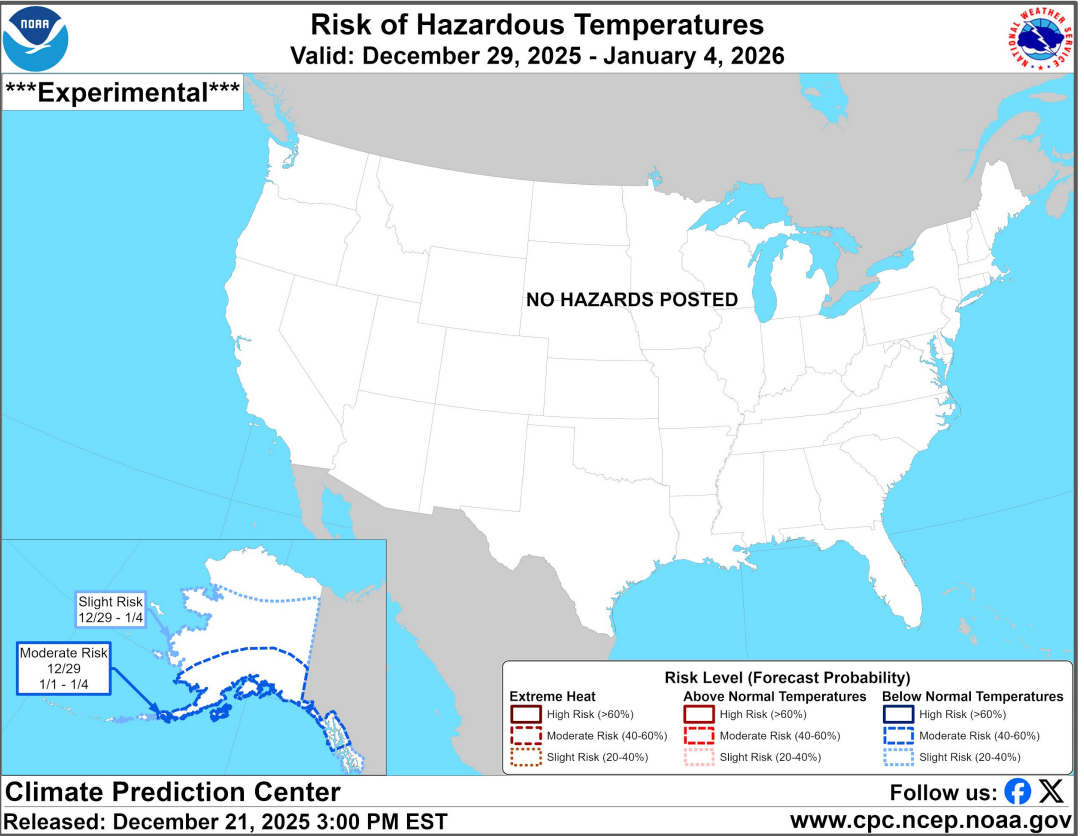 NOAA
Risk of Hazardous Temperatures
Valid: December 29, 2025 - January 4, 2026
NATIONAL WEATHER SERVICE
***Experimental***
NO HAZARDS POSTED
Slight Risk
12/29 - 1/4
Moderate Risk
12/29
1/1 - 1/4
Risk Level (Forecast Probability)
Extreme Heat
High Risk (>60%)
Moderate Risk (40-60%)
Slight Risk (20-40%)
Above Normal Temperatures
High Risk (>60%)
Moderate Risk (40-60%)
Slight Risk (20-40%)
Below Normal Temperatures
High Risk (>60%)
Moderate Risk (40-60%)
Slight Risk (20-40%)
Climate Prediction Center
Follow us:
Released: December 21, 2025 3:00 PM EST
www.cpc.ncep.noaa.gov